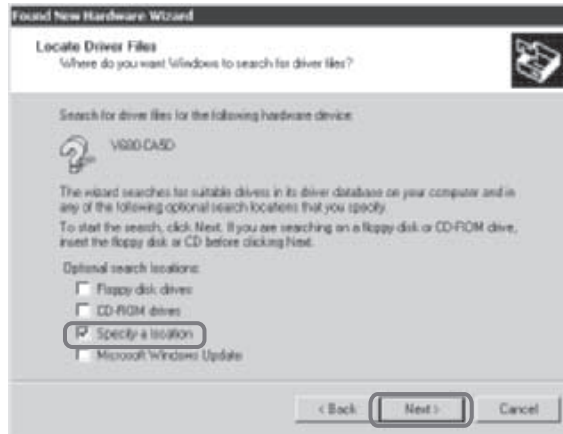 Found New Hardware Wizard
Locate Driver Files
Where do you want Windows to search for driver files?
Search for driver files for the following hardware device:
V600-CA5D
The wizard searches for suitable drivers in its driver database on your computer and in
any of the following optional search locations that you specify.
To start the search, click Next. If you are searching on a floppy disk or CD-ROM drive,
insert the floppy disk or CD before clicking Next.
Optional search locations:
Floppy disk drives
CD-ROM drives
Specify a location
Microsoft Windows Update
< Back
Next >
Cancel